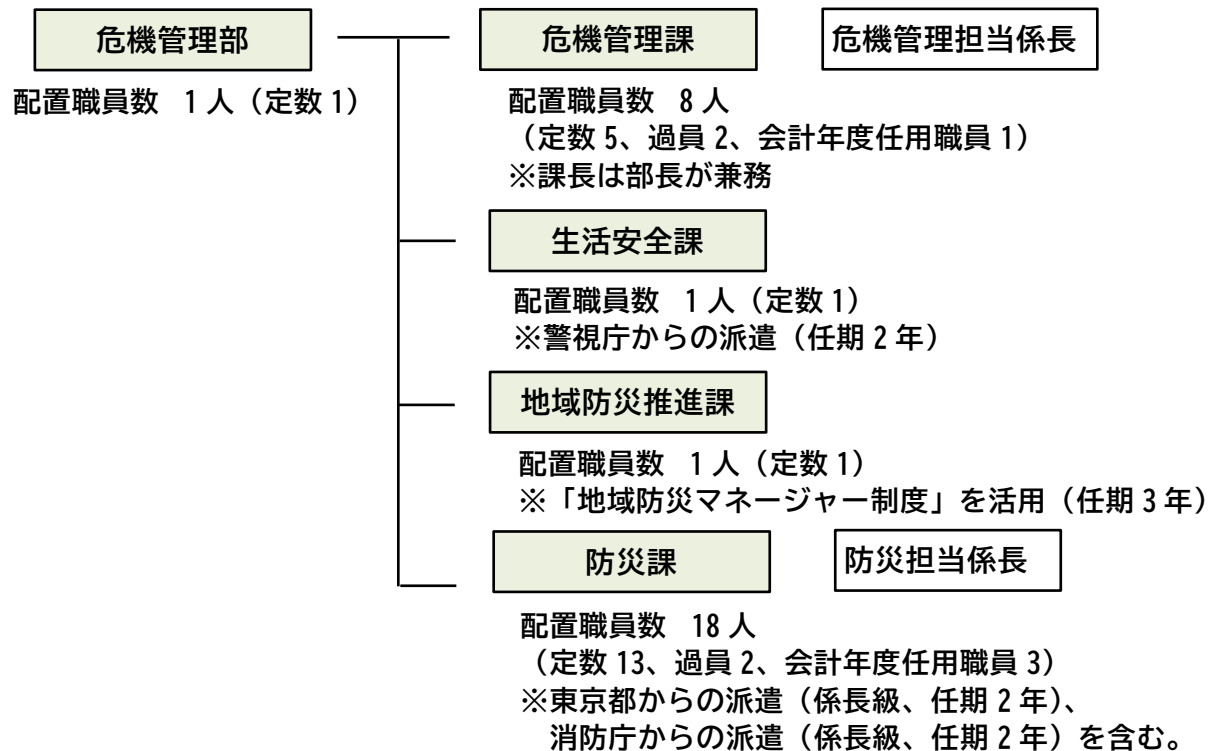 危機管理部
配置職員数 1人（定数1）
危機管理課
危機管理担当係長
配置職員数 8人
（定数5、過員2、会計年度任用職員1）
※課長は部長が兼務
生活安全課
配置職員数 1人（定数1）
※警視庁からの派遣（任期2年）
地域防災推進課
配置職員数 1人（定数1）
※「地域防災マネージャー制度」を活用（任期3年）
防災課
防災担当係長
配置職員数 18人
（定数13、過員2、会計年度任用職員3）
※東京都からの派遣（係長級、任期2年）、
消防庁からの派遣（係長級、任期2年）を含む。